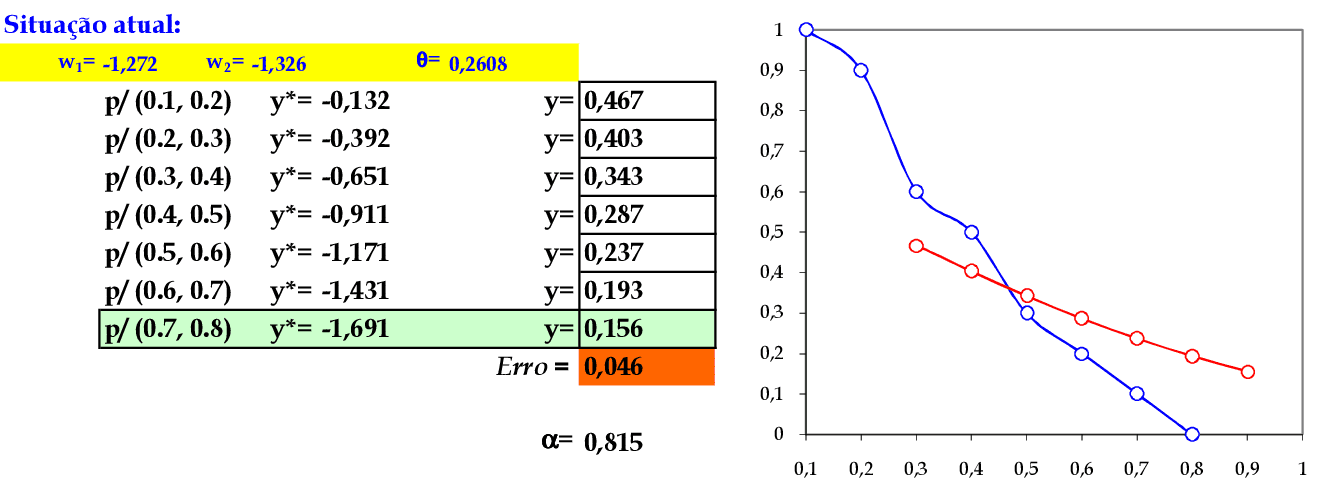 Situação atual:
w₁= -1,272 w₂= -1,326 θ= 0,2608
p/ (0.1, 0.2) y*= -0,132 y= 0,467
p/ (0.2, 0.3) y*= -0,392 y= 0,403
p/ (0.3, 0.4) y*= -0,651 y= 0,343
p/ (0.4, 0.5) y*= -0,911 y= 0,287
p/ (0.5, 0.6) y*= -1,171 y= 0,237
p/ (0.6, 0.7) y*= -1,431 y= 0,193
p/ (0.7, 0.8) y*= -1,691 y= 0,156
Erro = 0,046
α= 0,815
1
0,9
0,8
0,7
0,6
0,5
0,4
0,3
0,2
0,1
0
0,1 0,2 0,3 0,4 0,5 0,6 0,7 0,8 0,9 1